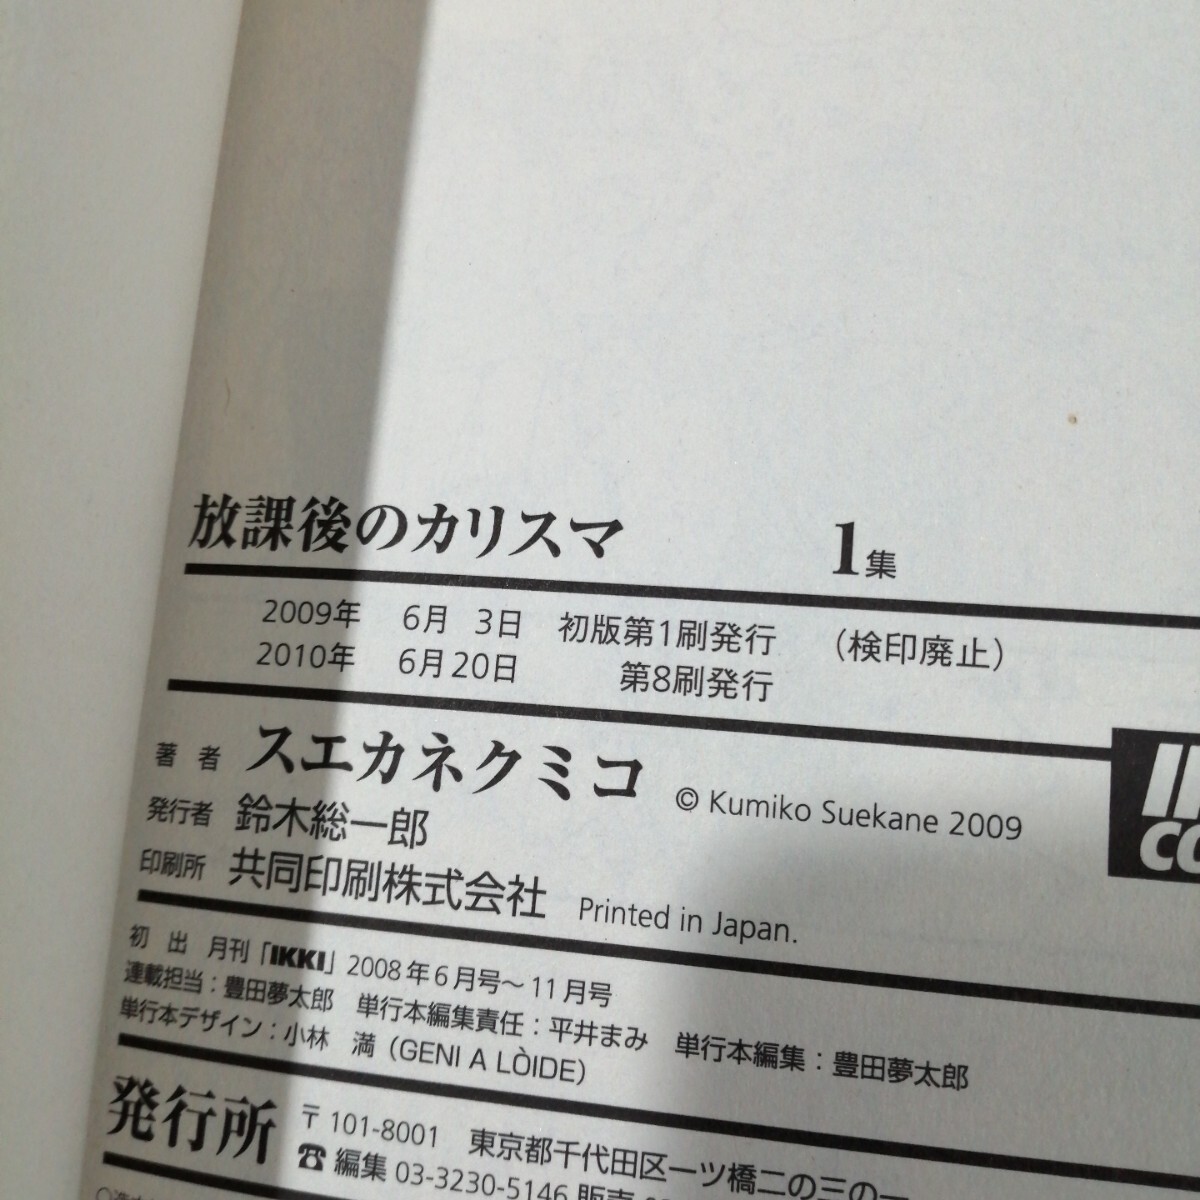 放課後のカリスマ 1集
2009年 6月 3日 初版第1刷発行 (検印廃止)
2010年 6月20日 第8刷発行
著者 スエカネクミコ © Kumiko Suekane 2009
発行者 鈴木総一郎
印刷所 共同印刷株式会社 Printed in Japan.
初出 月刊「IKKI」2008年6月号〜11月号
連載担当:豊田夢太郎 単行本編集責任:平井まみ 単行本編集:豊田夢太郎
単行本デザイン:小林 満 (GENI A LÒIDE)
発行所
〒101-8001 東京都千代田区一ツ橋二の三の一
☎ 編集 03-3230-5146 販売
CO